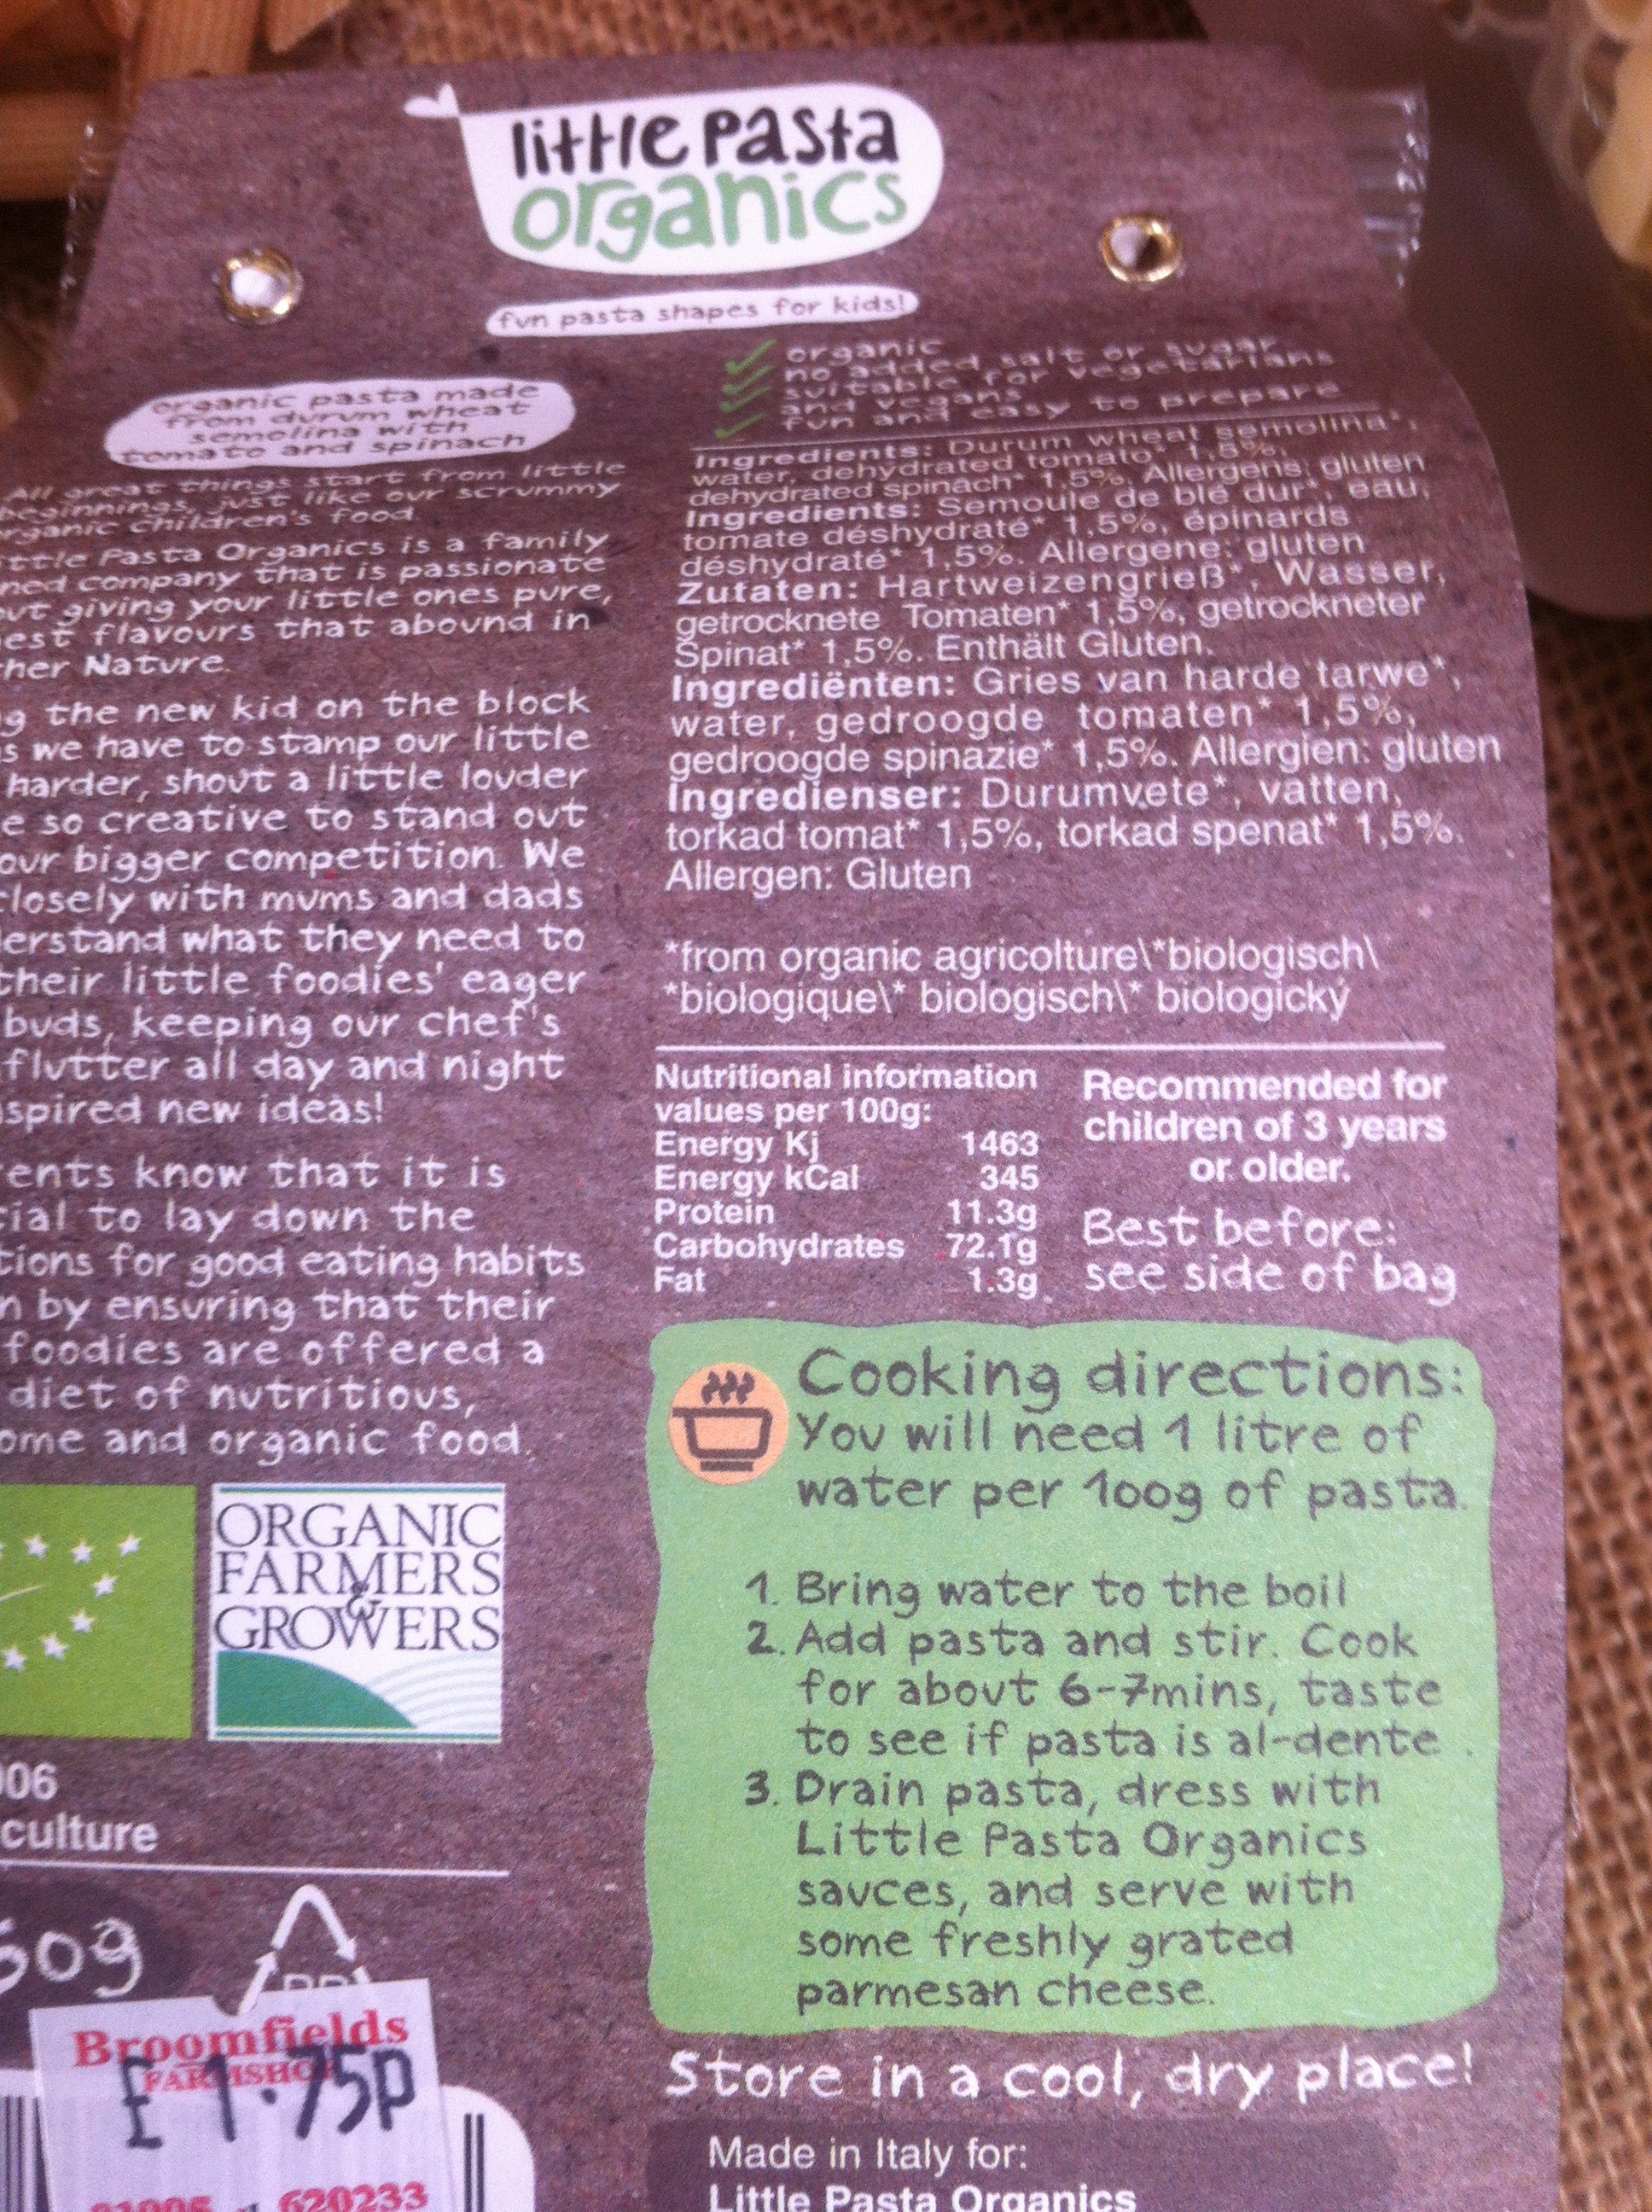 little pasta
organics
fun pasta shapes for kids!
organic pasta made
from durum wheat
semolina with
tomato and spinach
All great things start from little
just like our scrummy
children's food
Pasta Organics is a family
company that is passionate
giving your little ones pure,
flavours that abound in
Nature.
the new kid on the block
we have to stamp our little
harder, shout a little louder
so creative to stand out
our bigger competition. We
closely with mums and dads
what they need to
their little foodies' eager
buds, keeping our chef's
flutter all day and night
new ideas!
know that it is
to lay down the
for good eating habits
by ensuring that their
foodies are offered a
diet of nutritious,
and organic food.
ORGANIC
FARMERS
&
GROWERS
06
culture
50g
Broomfields
FARMSHOP
£1.75p
620233
organic
no added salt or sugar
suitable for vegetarians
and vegans
fun and easy to prepare
Ingredients: Durum wheat semolina*,
water, dehydrated tomato* 1,5%,
dehydrated spinach* 1,5%. Allergens: gluten
Ingredients: Semoule de blé dur*, eau,
tomate déshydraté* 1,5%, épinards
déshydraté* 1,5%. Allergene: gluten
Zutaten: Hartweizengrieß*, Wasser,
getrocknete Tomaten* 1,5%, getrockneter
Spinat* 1,5%. Enthält Gluten.
Ingrediënten: Gries van harde tarwe*,
water, gedroogde tomaten* 1,5%,
gedroogde spinazie* 1,5%. Allergien: gluten
Ingredienser: Durumvete*, vatten,
torkad tomat* 1,5%, torkad spenat* 1,5%.
Allergen: Gluten
*from organic agricolture\*biologisch\
*biologique\* biologisch\* biologický
Nutritional information
values per 100g:
Energy Kj 1463
Energy kCal 345
Protein 11.3g
Carbohydrates 72.1g
Fat 1.3g
Recommended for
children of 3 years
or older.
Best before:
see side of bag
Cooking directions:
You will need 1 litre of
water per 100g of pasta.
1. Bring water to the boil
2. Add pasta and stir. Cook
for about 6-7mins, taste
to see if pasta is al-dente.
3. Drain pasta, dress with
Little Pasta Organics
sauces, and serve with
some freshly grated
parmesan cheese.
Store in a cool, dry place!
Made in Italy for:
Little Pasta Organics